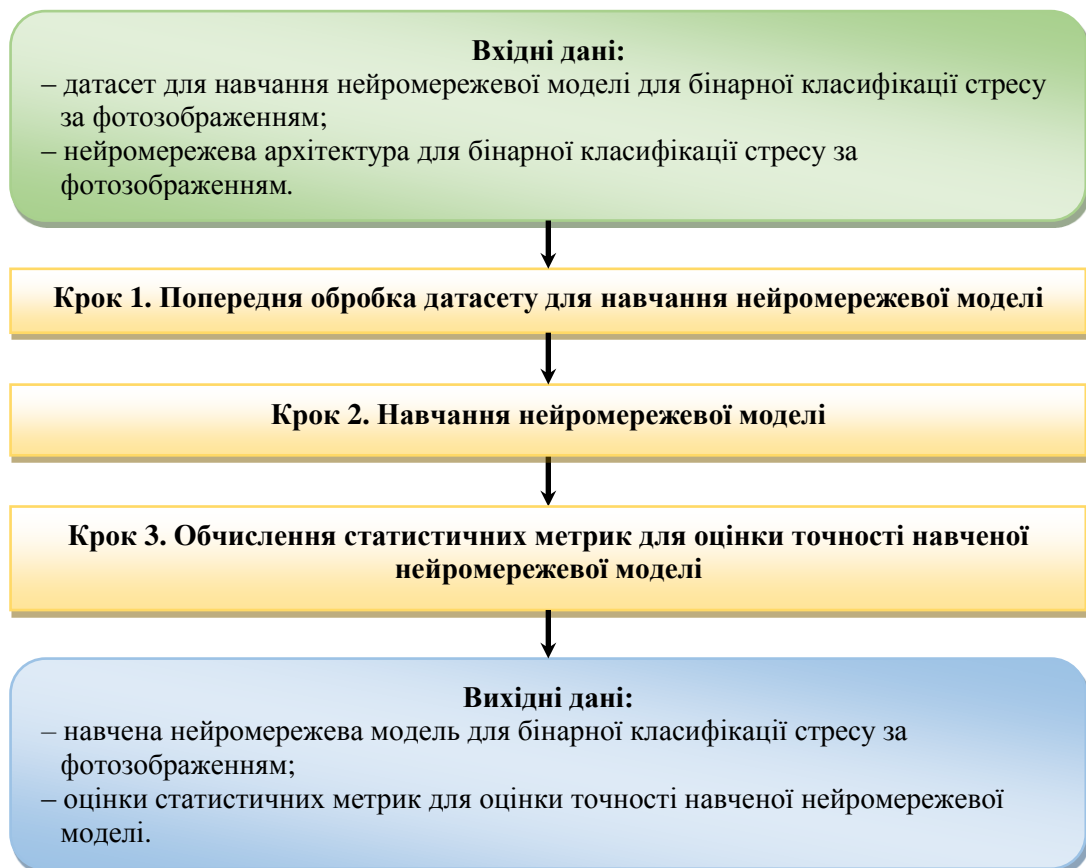 Вхідні дані:
– датасет для навчання нейромережевої моделі для бінарної класифікації стресу
за фотозображенням;
– нейромережева архітектура для бінарної класифікації стресу за
фотозображенням.
Крок 1. Попередня обробка датасету для навчання нейромережевої моделі
Крок 2. Навчання нейромережевої моделі
Крок 3. Обчислення статистичних метрик для оцінки точності навченої
нейромережевої моделі
Вихідні дані:
– навчена нейромережева модель для бінарної класифікації стресу за
фотозображенням;
– оцінки статистичних метрик для оцінки точності навченої нейромережевої
моделі.